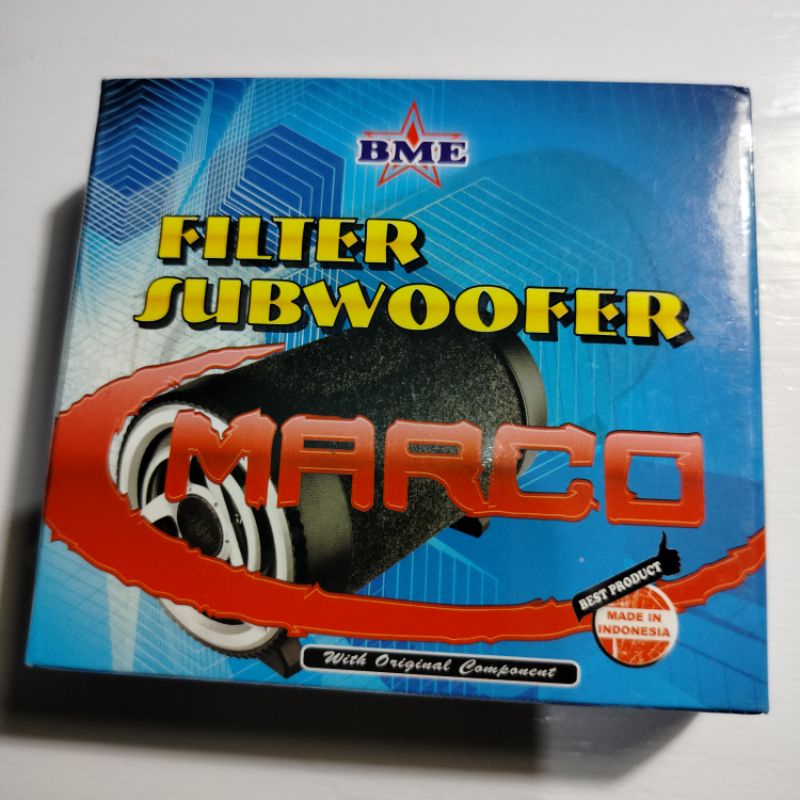 BME
FILTER
SUBWOOFER
MARCO
BEST PRODUCT
MADE IN
INDONESIA
With Original Component